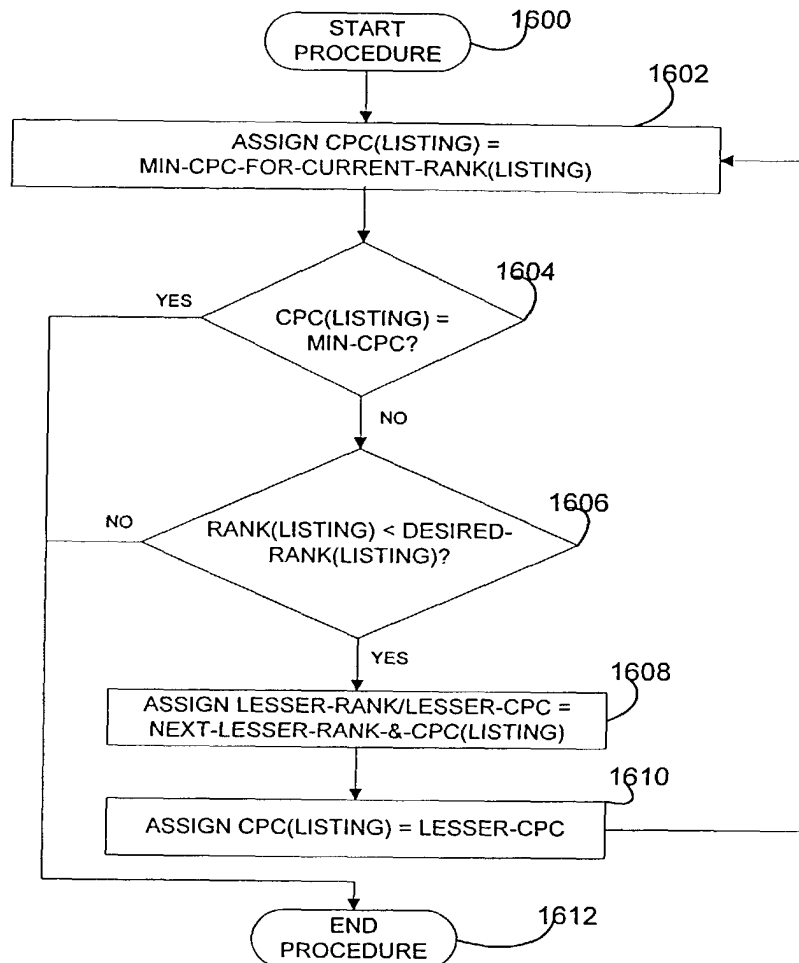 START
PROCEDURE
1600
1602
ASSIGN CPC(LISTING) =
MIN-CPC-FOR-CURRENT-RANK(LISTING)
1604
YES
CPC(LISTING) =
MIN-CPC?
NO
1606
NO
RANK(LISTING) < DESIRED-
RANK(LISTING)?
YES
1608
ASSIGN LESSER-RANK/LESSER-CPC =
NEXT-LESSER-RANK-&-CPC(LISTING)
1610
ASSIGN CPC(LISTING) = LESSER-CPC
1612
END
PROCEDURE